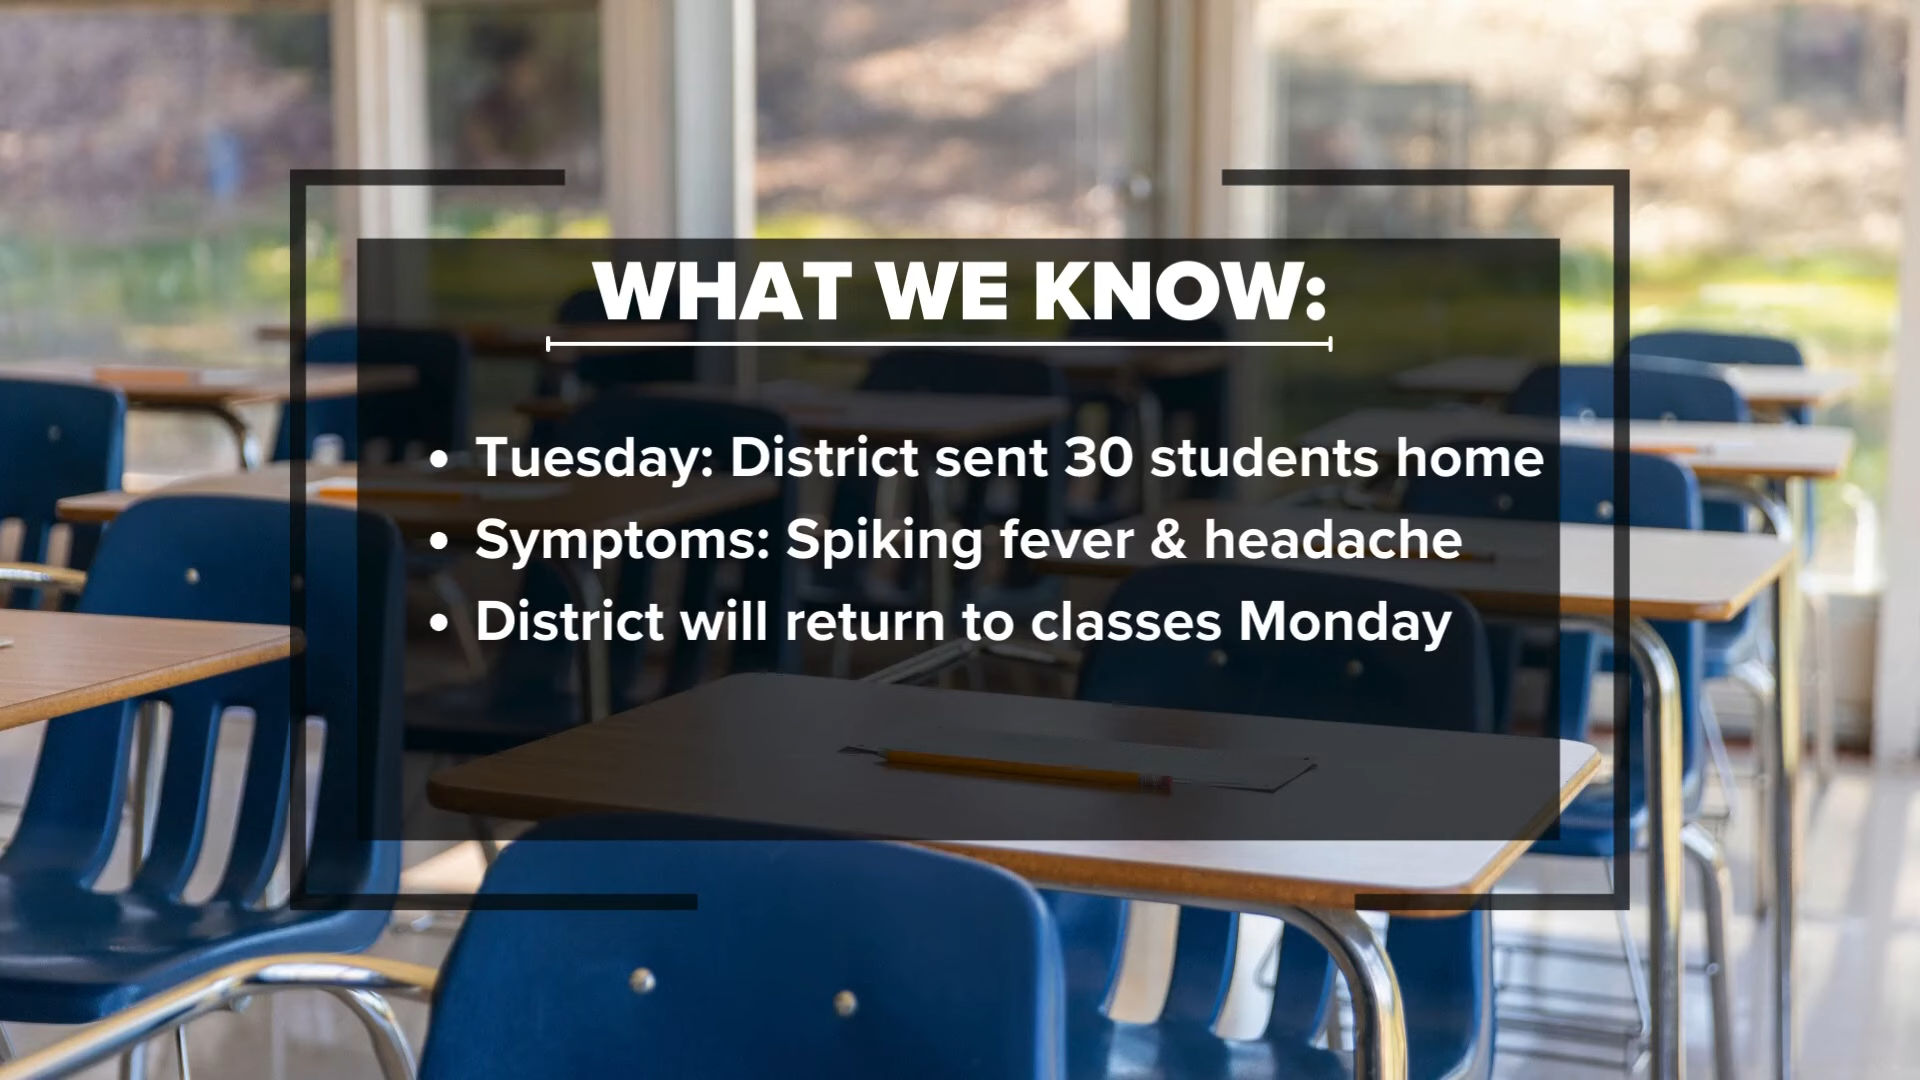 WHAT WE KNOW:
• Tuesday: District sent 30 students home
• Symptoms: Spiking fever & headache
• District will return to classes Monday